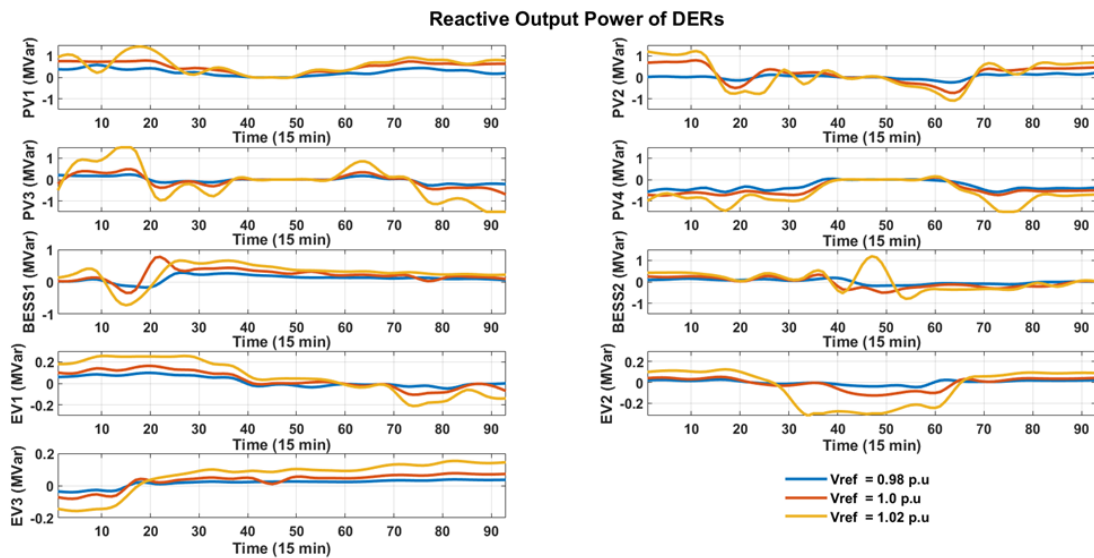 Reactive Output Power of DERs
PV1 (MVar)
1
0
-1
10 20 30 40 50 60 70 80 90
Time (15 min)
PV2 (MVar)
1
0
-1
10 20 30 40 50 60 70 80 90
Time (15 min)
PV3 (MVar)
1
0
-1
10 20 30 40 50 60 70 80 90
Time (15 min)
PV4 (MVar)
1
0
-1
10 20 30 40 50 60 70 80 90
Time (15 min)
BESS1 (MVar)
1
0
-1
10 20 30 40 50 60 70 80 90
Time (15 min)
BESS2 (MVar)
1
0
-1
10 20 30 40 50 60 70 80 90
Time (15 min)
EV1 (MVar)
0.2
0
-0.2
10 20 30 40 50 60 70 80 90
Time (15 min)
EV2 (MVar)
0.2
0
-0.2
10 20 30 40 50 60 70 80 90
Time (15 min)
EV3 (MVar)
0.2
0
-0.2
10 20 30 40 50 60 70 80 90
Time (15 min)
Vref = 0.98 p.u
Vref = 1.0 p.u
Vref = 1.02 p.u